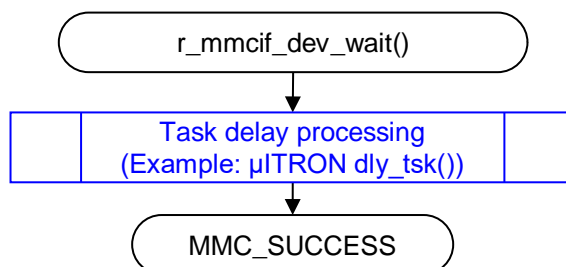 r_mmcif_dev_wait()
Task delay processing
(Example: µITRON dly_tsk())
MMC_SUCCESS